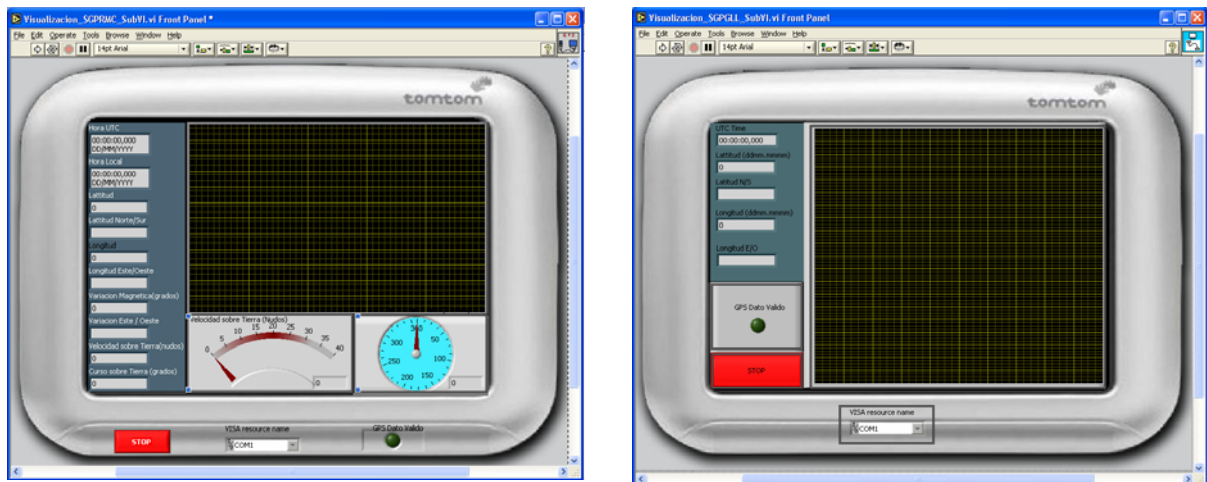 Visualizacion_SGPRMC_SubVI.vi Front Panel *
File Edit Operate Tools Browse Window Help
14pt Arial
tomtom
Hora UTC
00:00:00,000
DD/MM/YYYY
Hora Local
00:00:00,000
DD/MM/YYYY
Lattitud
0
Lattitud Norte/Sur
Longitud
0
Longitud Este/Oeste
Variacion Magnetica(grados)
0
Variacion Este / Oeste
Velocidad sobre Tierra(nudos)
0
Curso sobre Tierra (grados)
0
Velocidad sobre Tierra (Nudos)
0 5 10 15 20 25 30 35 40
0
360 50 100 150 200 250 300
0
STOP
VISA resource name
COM1
GPS Dato Valido
Visualizacion_SGPGLL_SubVI.vi Front Panel
File Edit Operate Tools Browse Window Help
14pt Arial
tomtom
UTC Time
00:00:00,000
Lattitud (ddmm.mmmm)
0
Latitud N/S
Longitud (ddmm.mmmm)
0
Longitud E/O
GPS Dato Valido
STOP
VISA resource name
COM1